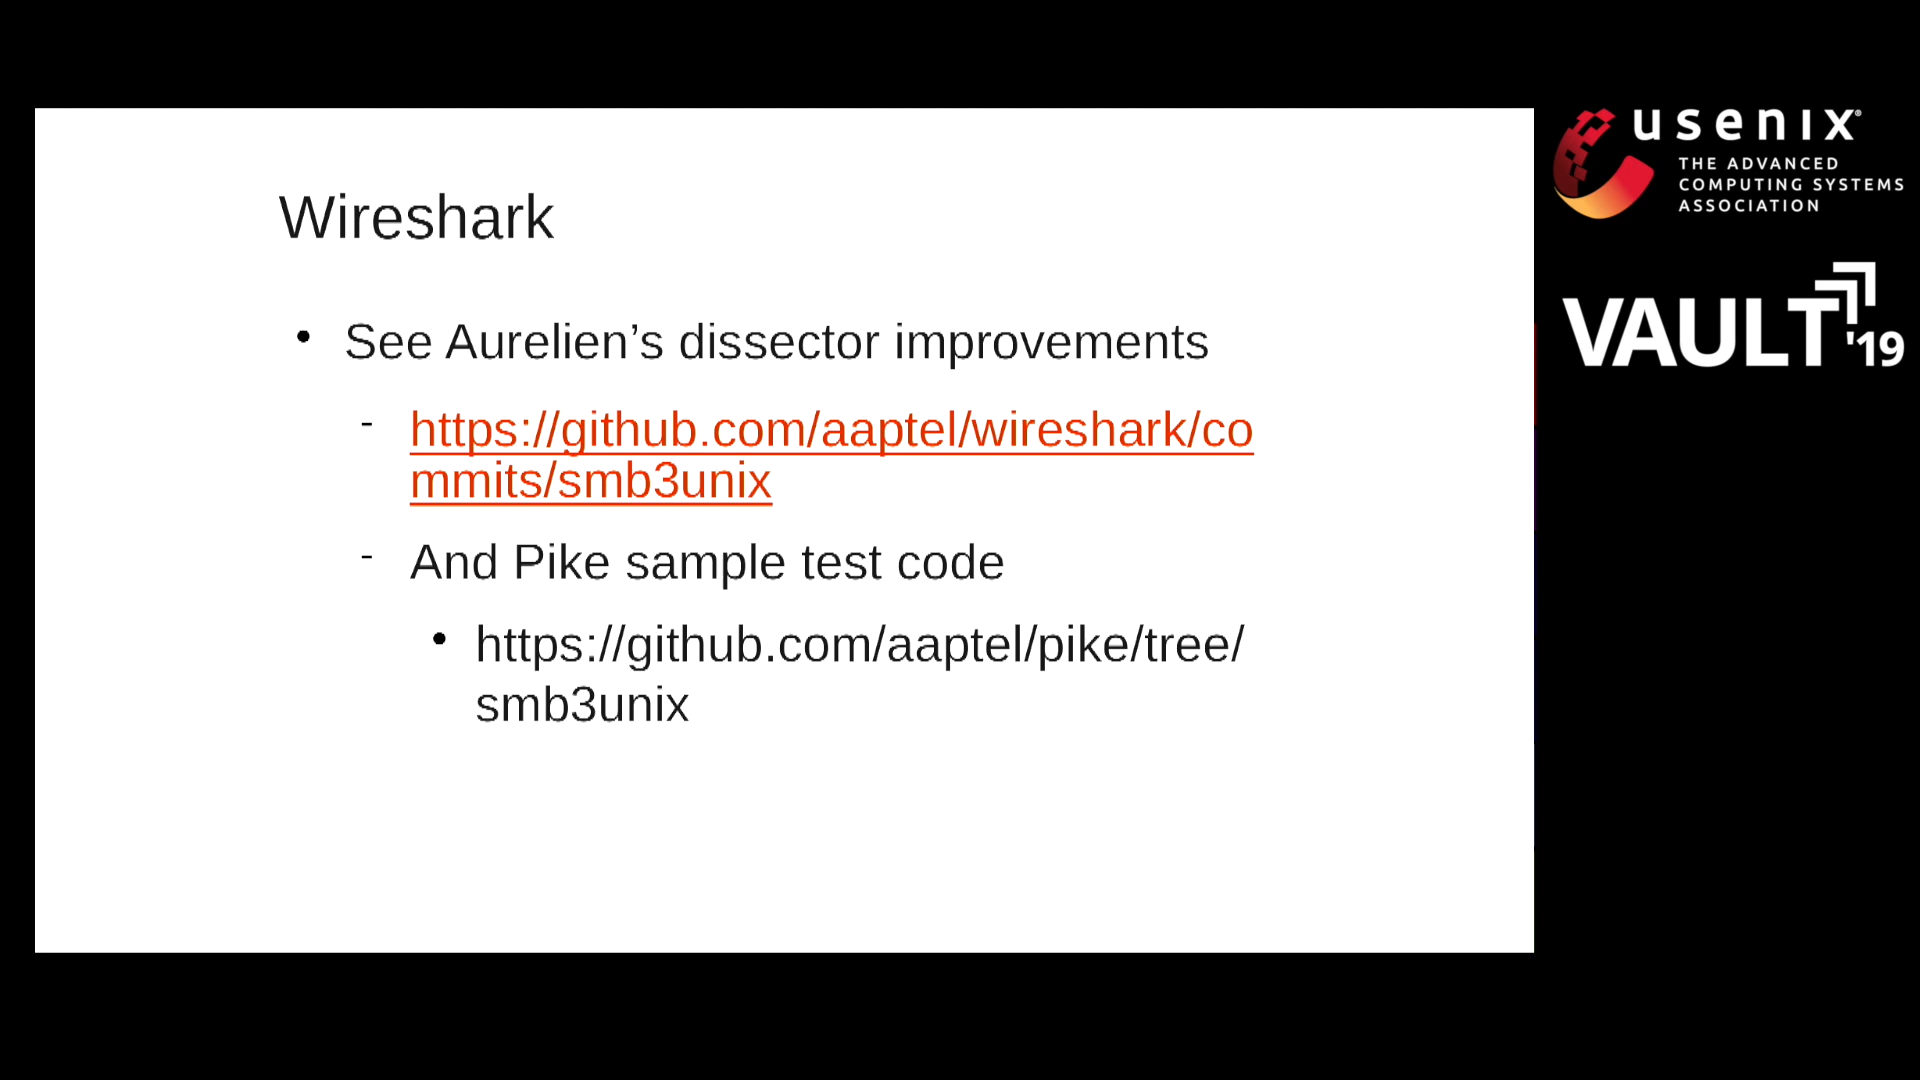 Wireshark
• See Aurelien’s dissector improvements
- https://github.com/aaptel/wireshark/co
mmits/smb3unix
- And Pike sample test code
• https://github.com/aaptel/pike/tree/
smb3unix
usenix®
THE ADVANCED
COMPUTING SYSTEMS
ASSOCIATION
VAULT '19